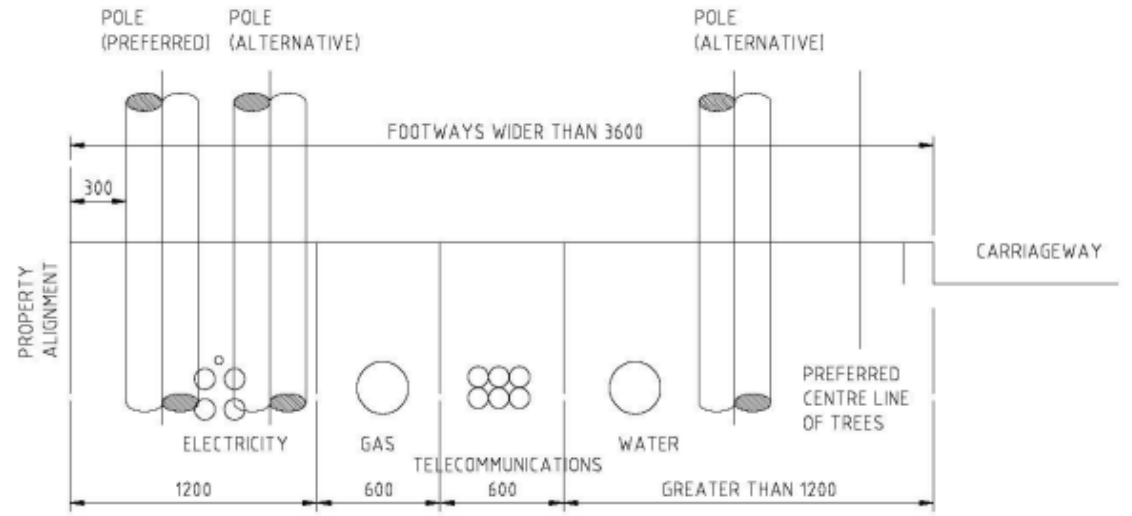 POLE
(PREFERRED)
POLE
(ALTERNATIVE)
POLE
(ALTERNATIVE)
FOOTWAYS WIDER THAN 3600
300
CARRIAGEWAY
PROPERTY
ALIGNMENT
PREFERRED
CENTRE LINE
OF TREES
ELECTRICITY
GAS
WATER
TELECOMMUNICATIONS
1200
600
600
GREATER THAN 1200